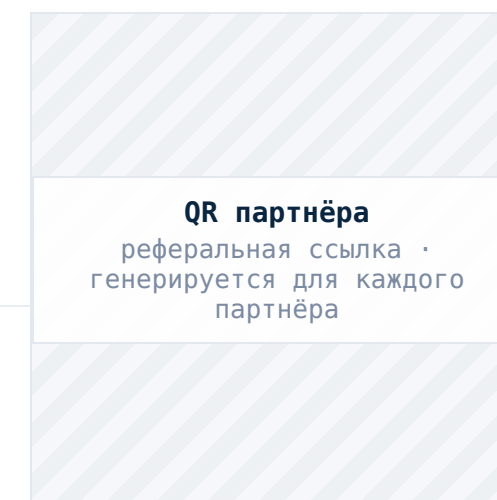 QR партнёра
реферальная ссылка ·
генерируется для каждого
партнёра